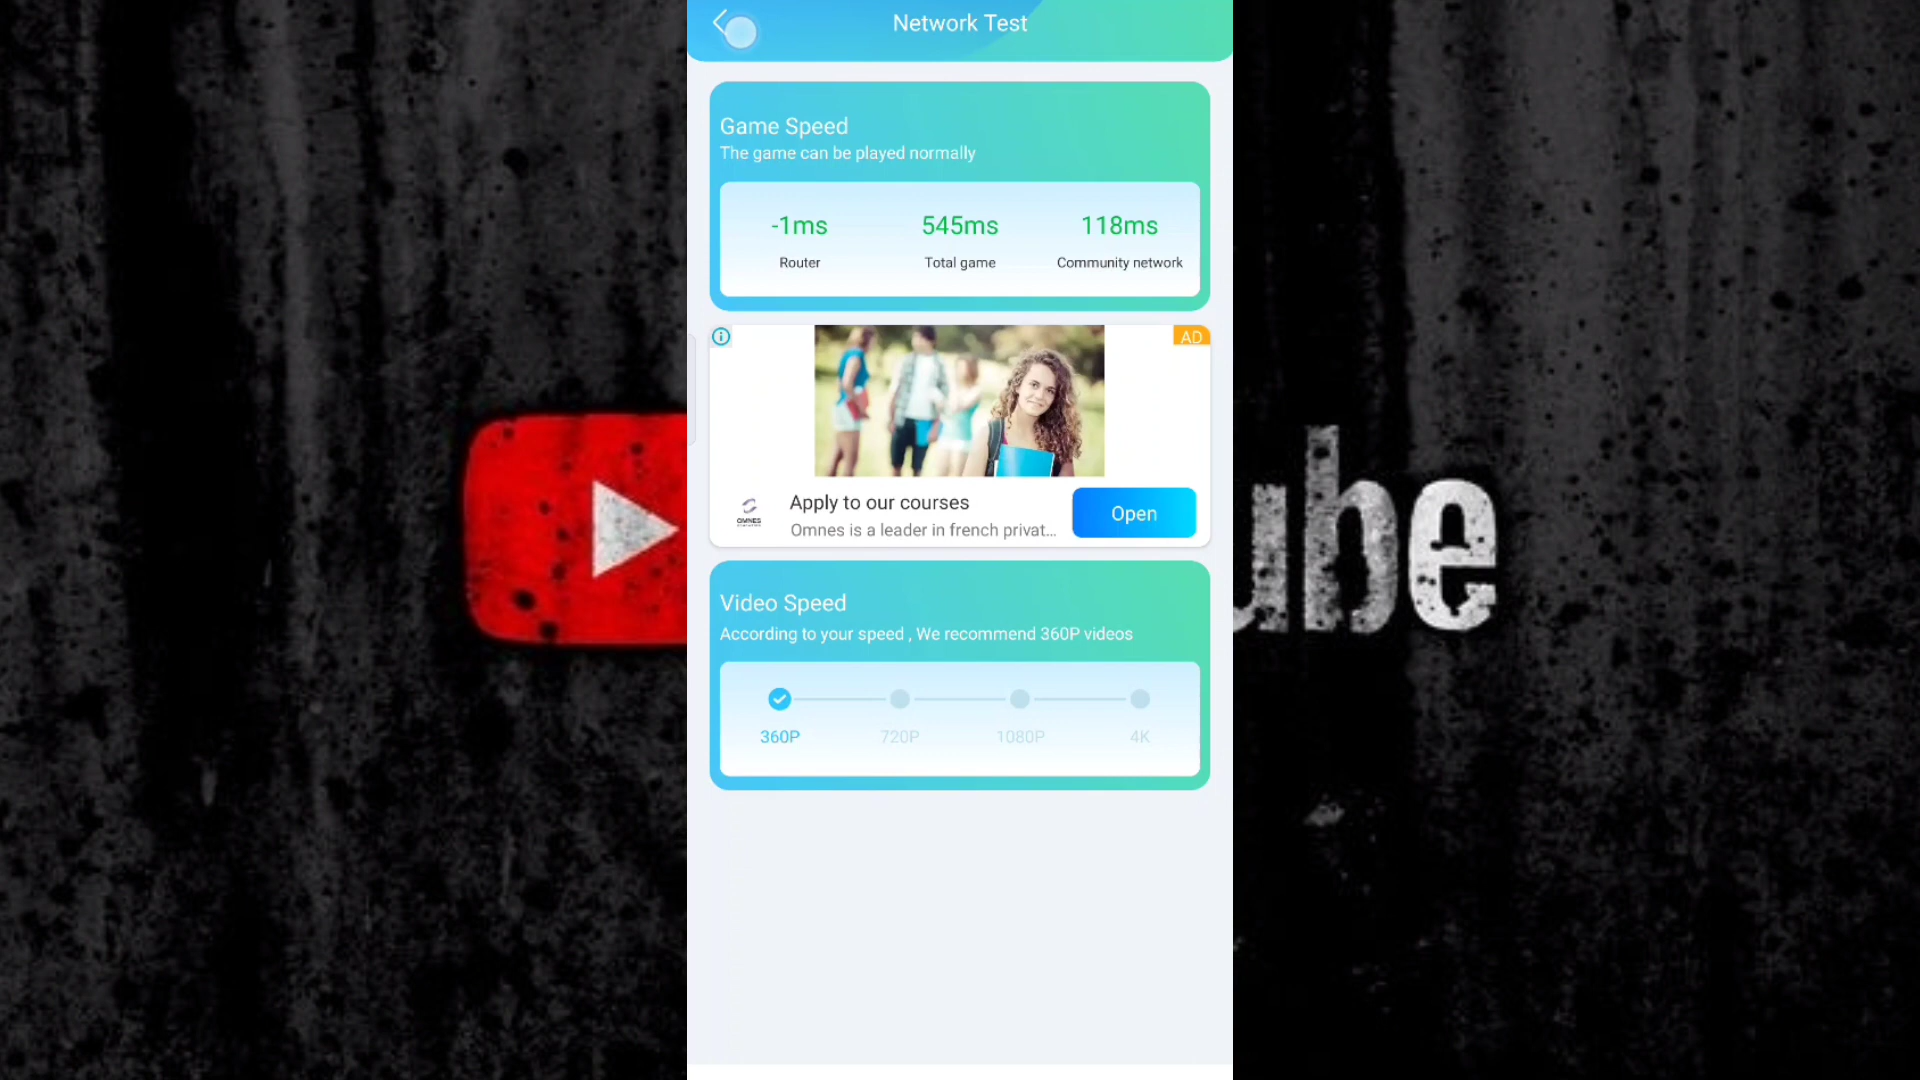 Network Test
Game Speed
The game can be played normally
-1ms 545ms 118ms
Router Total game Community network
AD
Apply to our courses
OMNES
Omnes is a leader in french privat...
Open
Video Speed
According to your speed , We recommend 360P videos
360P 720P 1080P 4K
ube